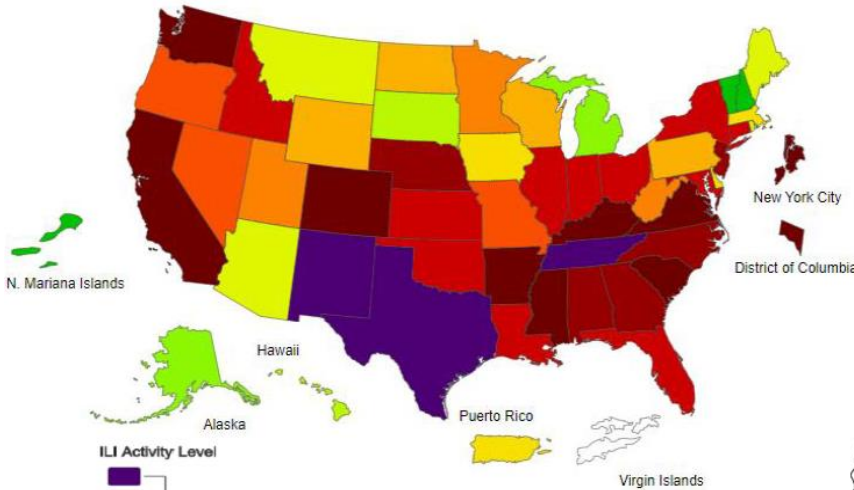 New York City
District of Columbia
N. Mariana Islands
Hawaii
Alaska
Puerto Rico
Virgin Islands
ILI Activity Level